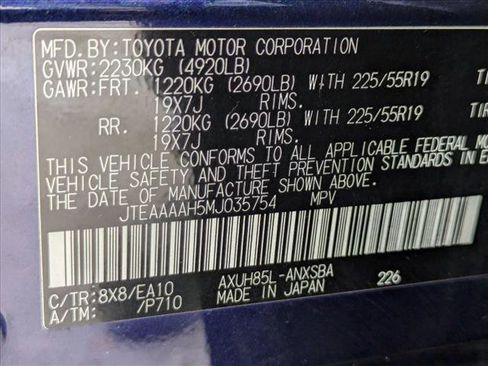 MFD.BY:TOYOTA MOTOR CORPORATION
GVWR:2230KG (4920LB)
GAWR:FRT. 1220KG (2690LB) WITH 225/55R19
19X7J RIMS. TIR
RR. 1220KG (2690LB) WITH 225/55R19
19X7J RIMS.
THIS VEHICLE CONFORMS TO ALL APPLICABLE FEDERAL MO
VEHICLE SAFETY AND THEFT PREVENTION STANDARDS IN E
THE DATE OF MANUFACTURE SHOWN ABOVE.
JTEAAAAH5MJ035754 MPV
C/TR:8X8/EA10 AXUH85L-ANXSBA 226
A/TM: /P710 MADE IN JAPAN